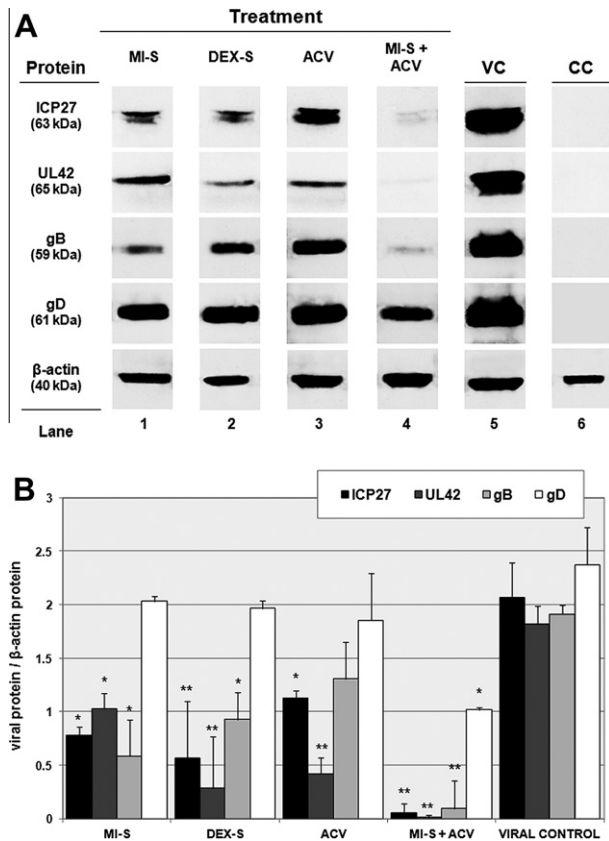 A
Treatment
Protein MI-S DEX-S ACV MI-S + ACV VC CC
ICP27
(63 kDa)
UL42
(65 kDa)
gB
(59 kDa)
gD
(61 kDa)
β-actin
(40 kDa)
Lane 1 2 3 4 5 6
B
ICP27 UL42 gB gD
viral protein / β-actin protein
3
2.5
2
1.5
1
0.5
0
* * *
** ** *
* **
** ** ** *
MI-S DEX-S ACV MI-S + ACV VIRAL CONTROL